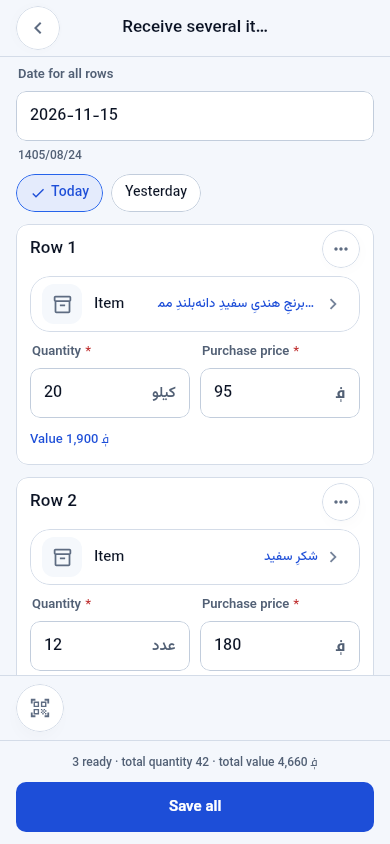 Receive several it…
Date for all rows
2026-11-15
1405/08/24
Today
Yesterday
Row 1
Item
برنجِ هندیِ سفیدِ دانه‌بلندِ مم…
Quantity *
Purchase price *
20 کیلو
95 ؋
Value 1,900 ؋
Row 2
Item
شکرِ سفید
Quantity *
Purchase price *
12 عدد
180 ؋
3 ready · total quantity 42 · total value 4,660 ؋
Save all